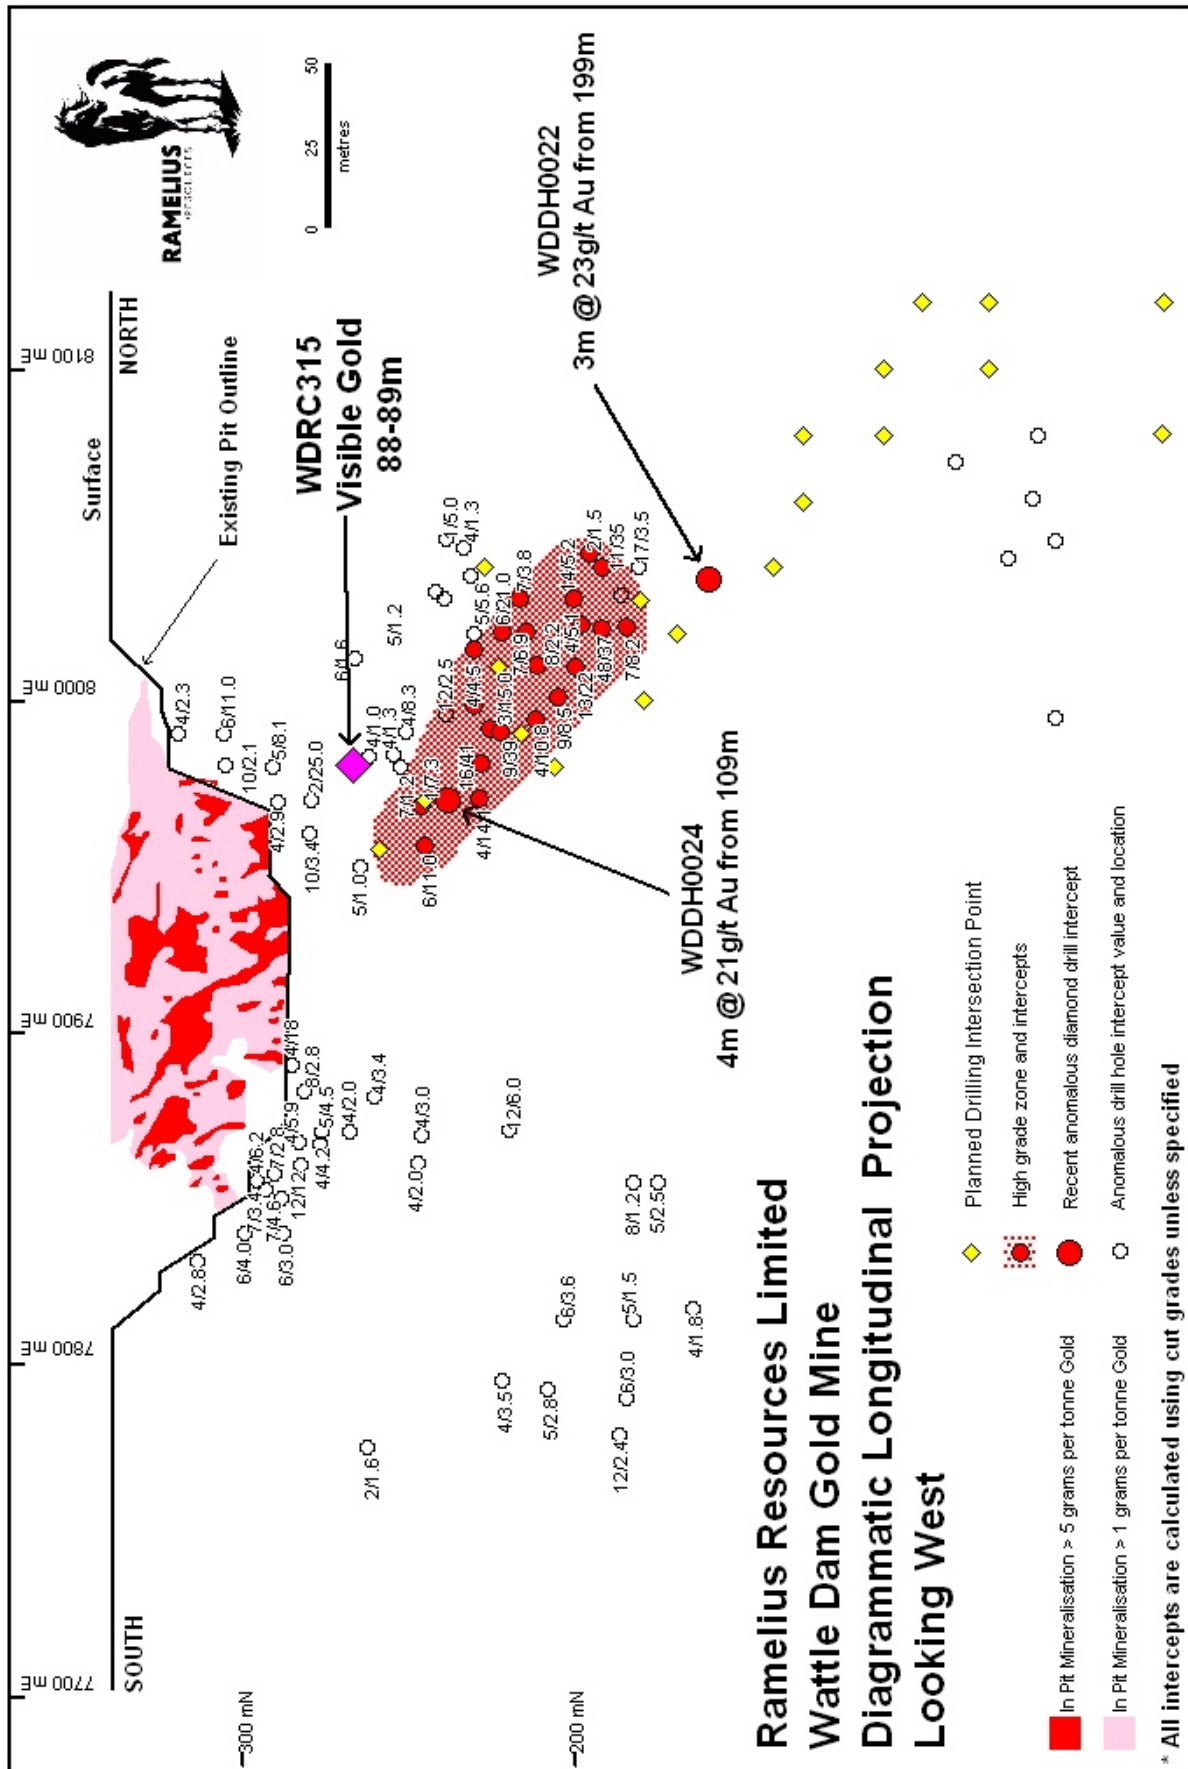 7700 mE
7800 mE
7900 mE
8000 mE
8100 mE
SOUTH
Surface
NORTH
Existing Pit Outline
RAMELIUS
RESOURCES
0
25
50
metres
300 mN
200 mN
WDRC315
Visible Gold
88-89m
WDDH0022
3m @ 23g/t Au from 199m
WDDH0024
4m @ 21g/t Au from 109m
4/2.8
6/4.0
6/3.0
7/3.4
7/4.6
4/6.2
7/2.8
12/12
4/5.9
4/4.2
5/4.5
8/2.8
4/1.8
4/2.0
4/3.4
4/2.0
4/3.0
12/6.0
2/1.6
4/3.5
5/2.8
12/2.4
6/3.0
6/3.6
5/1.5
4/1.8
8/1.2
5/2.5
4/2.3
6/11.0
10/2.1
5/8.1
4/2.9
2/25.0
10/3.4
5/1.0
6/1.6
5/1.2
4/1.0
4/1.3
4/8.3
1/5.0
4/1.3
12/2.5
5/5.6
7/1.2
1/7.3
6/11.0
16/41
4/4.5
6/21.0
7/3.8
3/15.0
7/6.9
9/39
8/2.2
4/10.8
9/8.5
4/5.1
14/5.2
2/1.5
11/35
17/3.5
13/22
48/37
7/8.2
Ramelius Resources Limited
Wattle Dam Gold Mine
Diagrammatic Longitudinal Projection
Looking West
In Pit Mineralisation > 5 grams per tonne Gold
In Pit Mineralisation > 1 grams per tonne Gold
Planned Drilling Intersection Point
High grade zone and intercepts
Recent anomalous diamond drill intercept
Anomalous drill hole intercept value and location
* All intercepts are calculated using cut grades unless specified